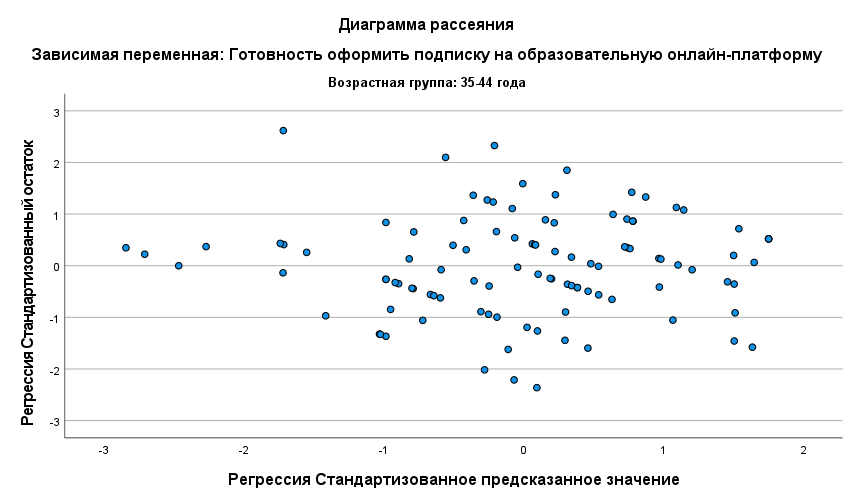 Диаграмма рассеяния
Зависимая переменная: Готовность оформить подписку на образовательную онлайн-платформу
Возрастная группа: 35-44 года
Регрессия Стандартизованный остаток
3
2
1
0
-1
-2
-3
-3
-2
-1
0
1
2
Регрессия Стандартизованное предсказанное значение